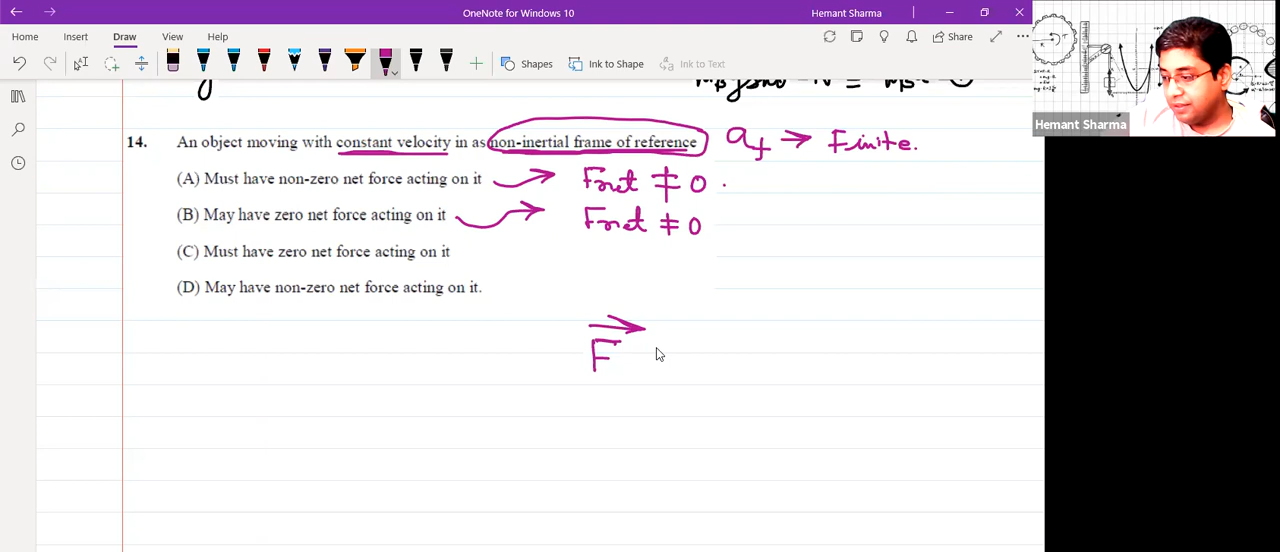 OneNote for Windows 10
Hemant Sharma
Home Insert Draw View Help
Share
Shapes
Ink to Shape
Ink to Text
14. An object moving with constant velocity in as non-inertial frame of reference af → Finite.
(A) Must have non-zero net force acting on it → Fnet ≠ 0.
(B) May have zero net force acting on it → Fnet ≠ 0
(C) Must have zero net force acting on it
(D) May have non-zero net force acting on it.
F
Hemant Sharma